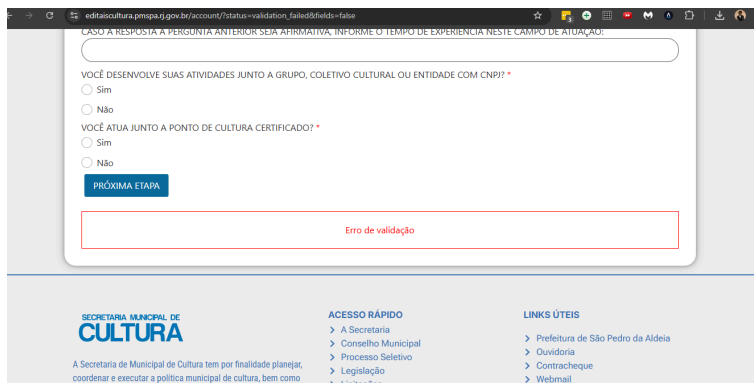 editaiscultura.pmspa.rj.gov.br/account/?status=validation_failed&fields=false
CASO A RESPOSTA À PERGUNTA ANTERIOR SEJA AFIRMATIVA, INFORME O TEMPO DE EXPERIÊNCIA NESTE CAMPO DE ATUAÇÃO:
VOCÊ DESENVOLVE SUAS ATIVIDADES JUNTO A GRUPO, COLETIVO CULTURAL OU ENTIDADE COM CNPJ? *
Sim
Não
VOCÊ ATUA JUNTO A PONTO DE CULTURA CERTIFICADO? *
Sim
Não
PRÓXIMA ETAPA
Erro de validação
SECRETARIA MUNICIPAL DE
CULTURA
A Secretaria de Municipal de Cultura tem por finalidade planejar,
coordenar e executar a política municipal de cultura, bem como
ACESSO RÁPIDO
A Secretaria
Conselho Municipal
Processo Seletivo
Legislação
Licitações
LINKS ÚTEIS
Prefeitura de São Pedro da Aldeia
Ouvidoria
Contracheque
Webmail